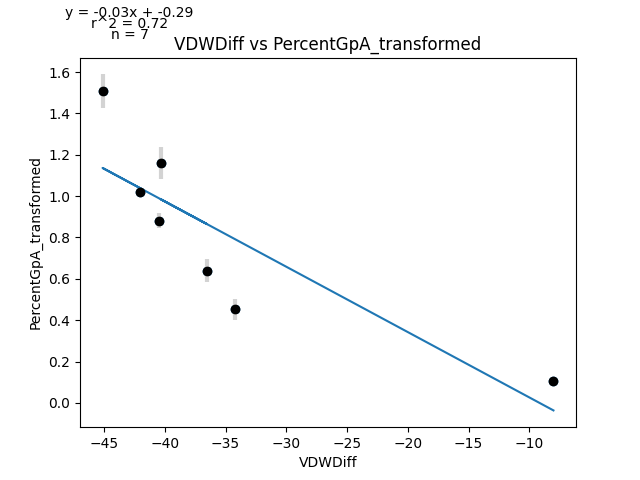 y = -0.03x + -0.29
r^2 = 0.72
n = 7
VDWDiff vs PercentGpA_transformed
1.6
1.4
1.2
1.0
0.8
0.6
0.4
0.2
0.0
PercentGpA_transformed
−45 −40 −35 −30 −25 −20 −15 −10
VDWDiff